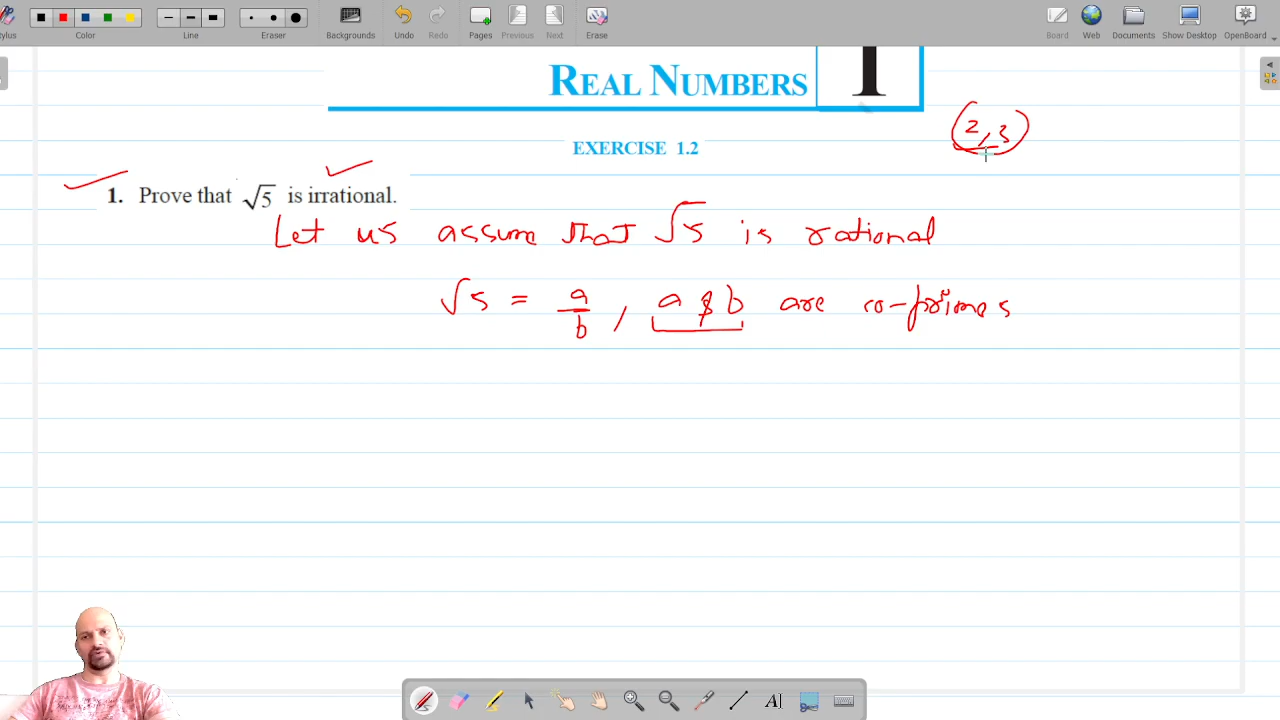 Stylus Color Line Eraser Backgrounds Undo Redo Pages Previous Next Erase Board Web Documents Show Desktop OpenBoard
REAL NUMBERS
1
(2,3)
EXERCISE 1.2
1. Prove that √5 is irrational.
Let us assume that √5 is rational
√5 = a/b, a & b are co-primes
AI